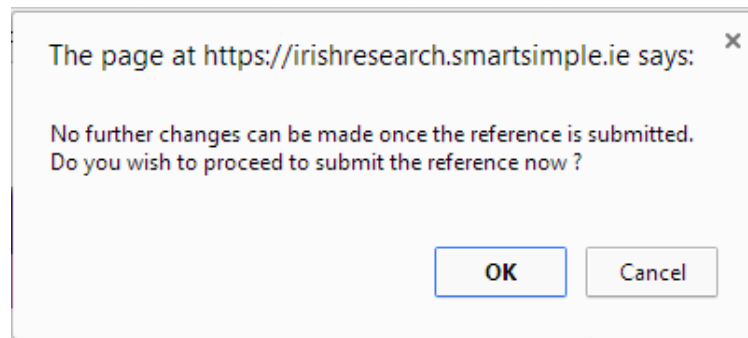 The page at https://irishresearch.smartsimple.ie says:
No further changes can be made once the reference is submitted.
Do you wish to proceed to submit the reference now ?
OK Cancel